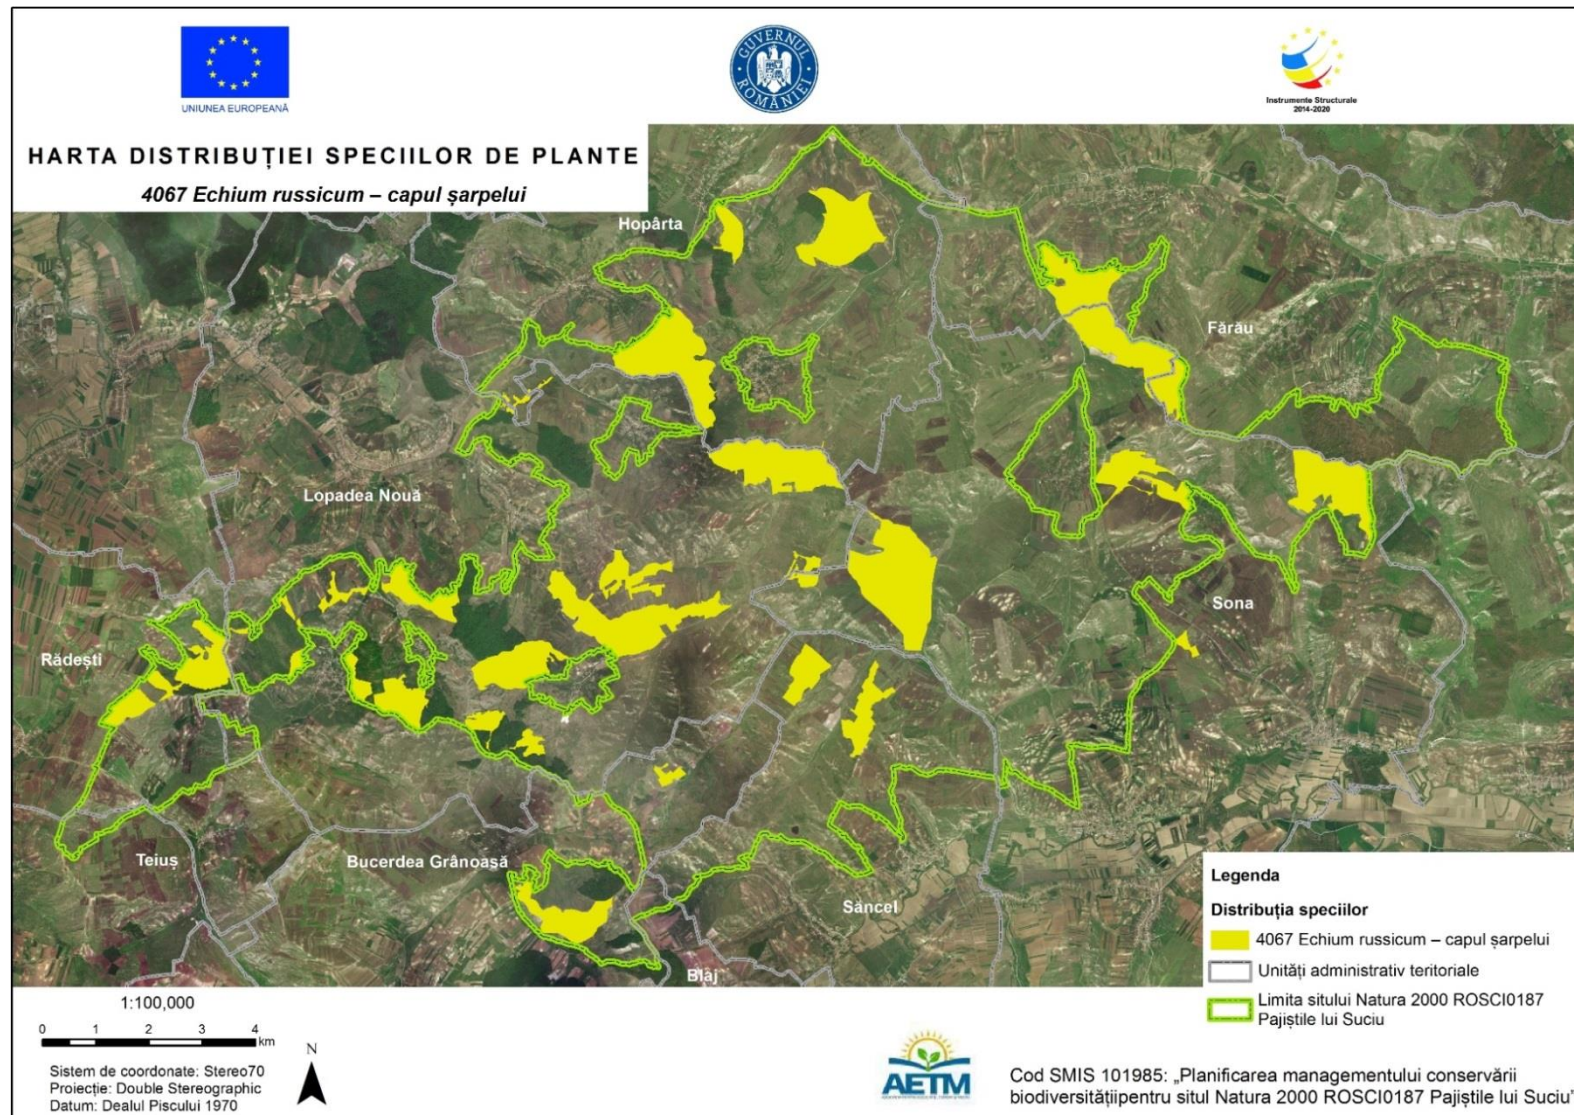 UNIUNEA EUROPEANĂ
GUVERNUL ROMÂNIEI
Instrumente Structurale
2014-2020
HARTA DISTRIBUȚIEI SPECIILOR DE PLANTE
4067 Echium russicum – capul șarpelui
Hopârta
Fărău
Lopadea Nouă
Sona
Rădești
Teiuș
Bucerdea Grânoasă
Săncel
Blaj
Legenda
Distribuția speciilor
4067 Echium russicum – capul șarpelui
Unități administrativ teritoriale
Limita sitului Natura 2000 ROSCI0187
Pajiștile lui Suciu
1:100,000
0 1 2 3 4
km
N
Sistem de coordonate: Stereo70
Proiecție: Double Stereographic
Datum: Dealul Piscului 1970
AETM
Cod SMIS 101985: „Planificarea managementului conservării
biodiversitățiipentru situl Natura 2000 ROSCI0187 Pajiștile lui Suciu”